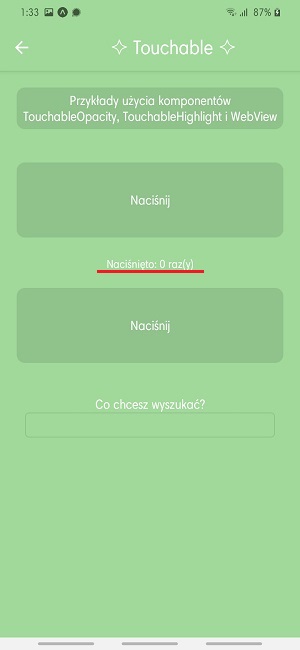 1:33
87%
✧ Touchable ✧
Przykłady użycia komponentów
TouchableOpacity, TouchableHighlight i WebView
Naciśnij
Naciśnięto: 0 raz(y)
Naciśnij
Co chcesz wyszukać?